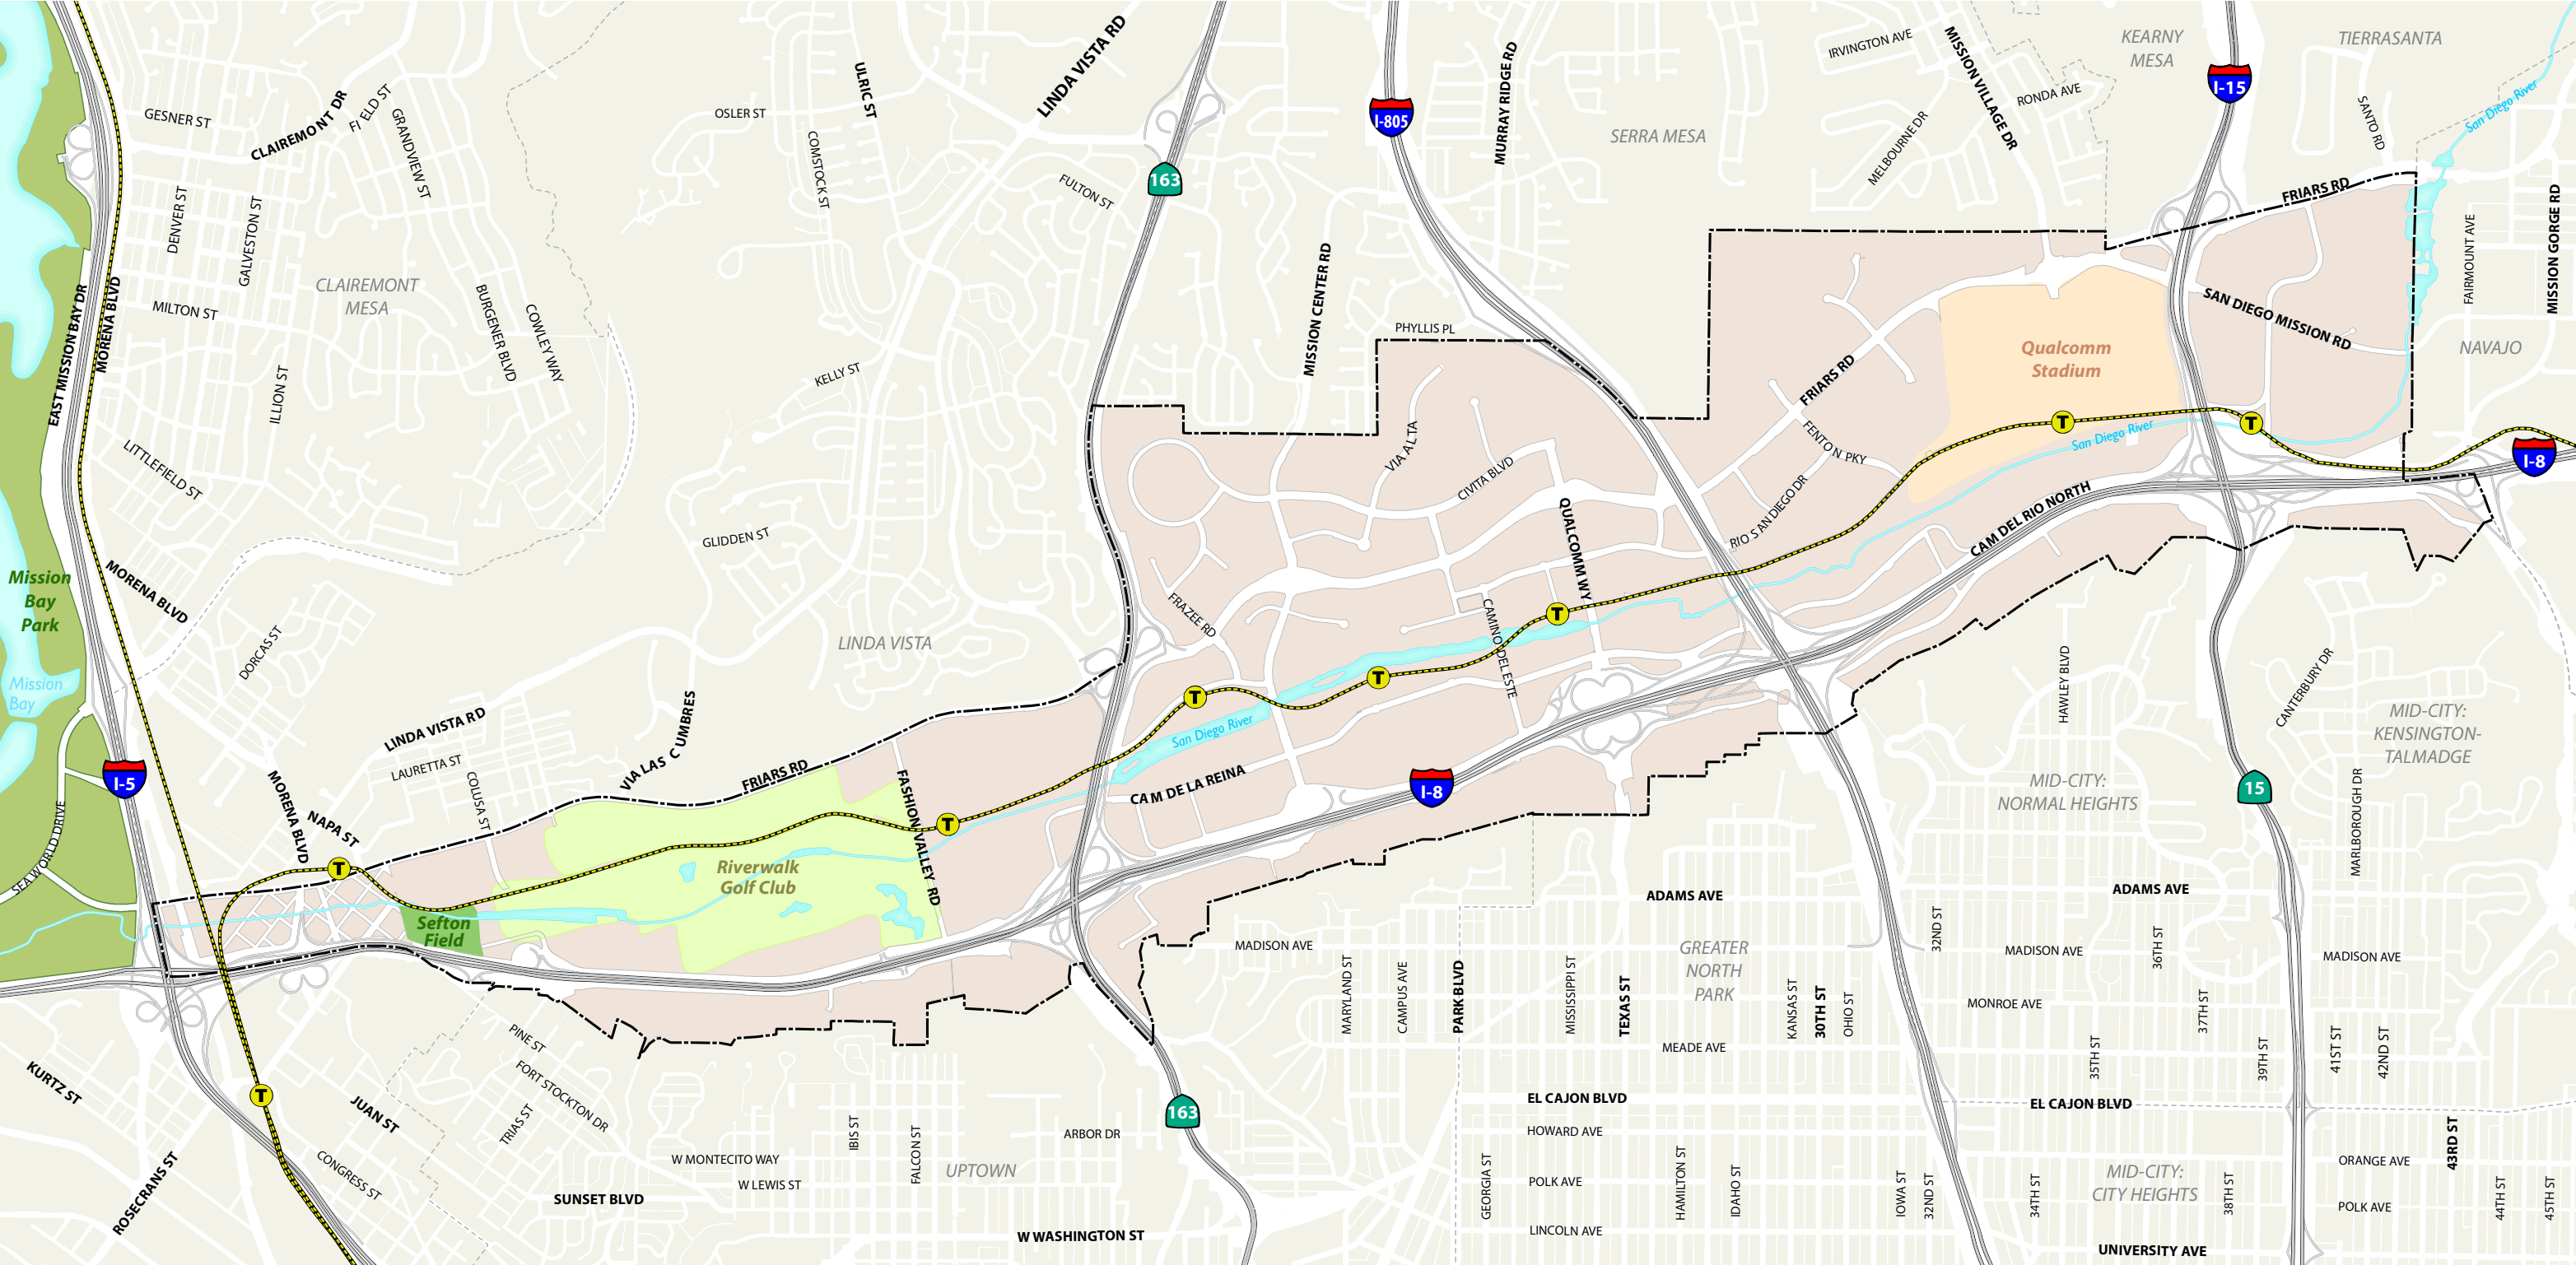 LINDA VISTA RD
GESNER ST
CLAIREMONT DR
FI ELD ST
GRANDVIEW ST
ULRIC ST
OSLER ST
COMSTOCK ST
FULTON ST
163
I-805
MURRAY RIDGE RD
SERRA MESA
IRVINGTON AVE
MISSION VILLAGE DR
RONDA AVE
MELBOURNE DR
KEARNY
MESA
I-15
TIERRASANTA
SANTO RD
San Diego River
FRIARS RD
FAIRMOUNT AVE
MISSION GORGE RD
DENVER ST
GALVESTON ST
CLAIREMONT
MESA
EAST MISSION BAY DR
MORENA BLVD
MILTON ST
BURGENER BLVD
COWLEY WAY
ILLION ST
KELLY ST
MISSION CENTER RD
PHYLLIS PL
SAN DIEGO MISSION RD
NAVAJO
Qualcomm
Stadium
FRIARS RD
LITTLEFIELD ST
VIA ALTA
CIVITA BLVD
FENTO N PKY
T
T
San Diego River
I-8
RIO S AN DIEGO DR
CAM DEL RIO NORTH
QUALCOMM WY
GLIDDEN ST
MORENA BLVD
Mission
Bay
Park
DORCAS ST
LINDA VISTA
FRAZEE RD
CAMINO DEL ESTE
T
T
T
San Diego River
Mission
Bay
HAWLEY BLVD
CANTERBURY DR
MID-CITY:
KENSINGTON-
TALMADGE
LINDA VISTA RD
LAURETTA ST
COLUSA ST
VIA LAS C UMBRES
FRIARS RD
FASHION VALLEY RD
T
CAM DE LA REINA
I-8
I-5
MORENA BLVD
NAPA ST
SEA WORLD DRIVE
T
Riverwalk
Golf Club
Sefton
Field
MID-CITY:
NORMAL HEIGHTS
15
MARLBOROUGH DR
ADAMS AVE
ADAMS AVE
MADISON AVE
GREATER
NORTH
PARK
32ND ST
MADISON AVE
36TH ST
MADISON AVE
MARYLAND ST
CAMPUS AVE
PARK BLVD
MISSISSIPPI ST
TEXAS ST
KANSAS ST
30TH ST
OHIO ST
MONROE AVE
37TH ST
MEADE AVE
35TH ST
39TH ST
41ST ST
42ND ST
PINE ST
FORT STOCKTON DR
KURTZ ST
T
JUAN ST
TRIAS ST
163
EL CAJON BLVD
EL CAJON BLVD
IBIS ST
FALCON ST
ARBOR DR
HOWARD AVE
43RD ST
W MONTECITO WAY
UPTOWN
ORANGE AVE
ROSECRANS ST
CONGRESS ST
W LEWIS ST
SUNSET BLVD
GEORGIA ST
POLK AVE
HAMILTON ST
IDAHO ST
IOWA ST
32ND ST
34TH ST
MID-CITY:
CITY HEIGHTS
38TH ST
POLK AVE
44TH ST
45TH ST
W WASHINGTON ST
LINCOLN AVE
UNIVERSITY AVE